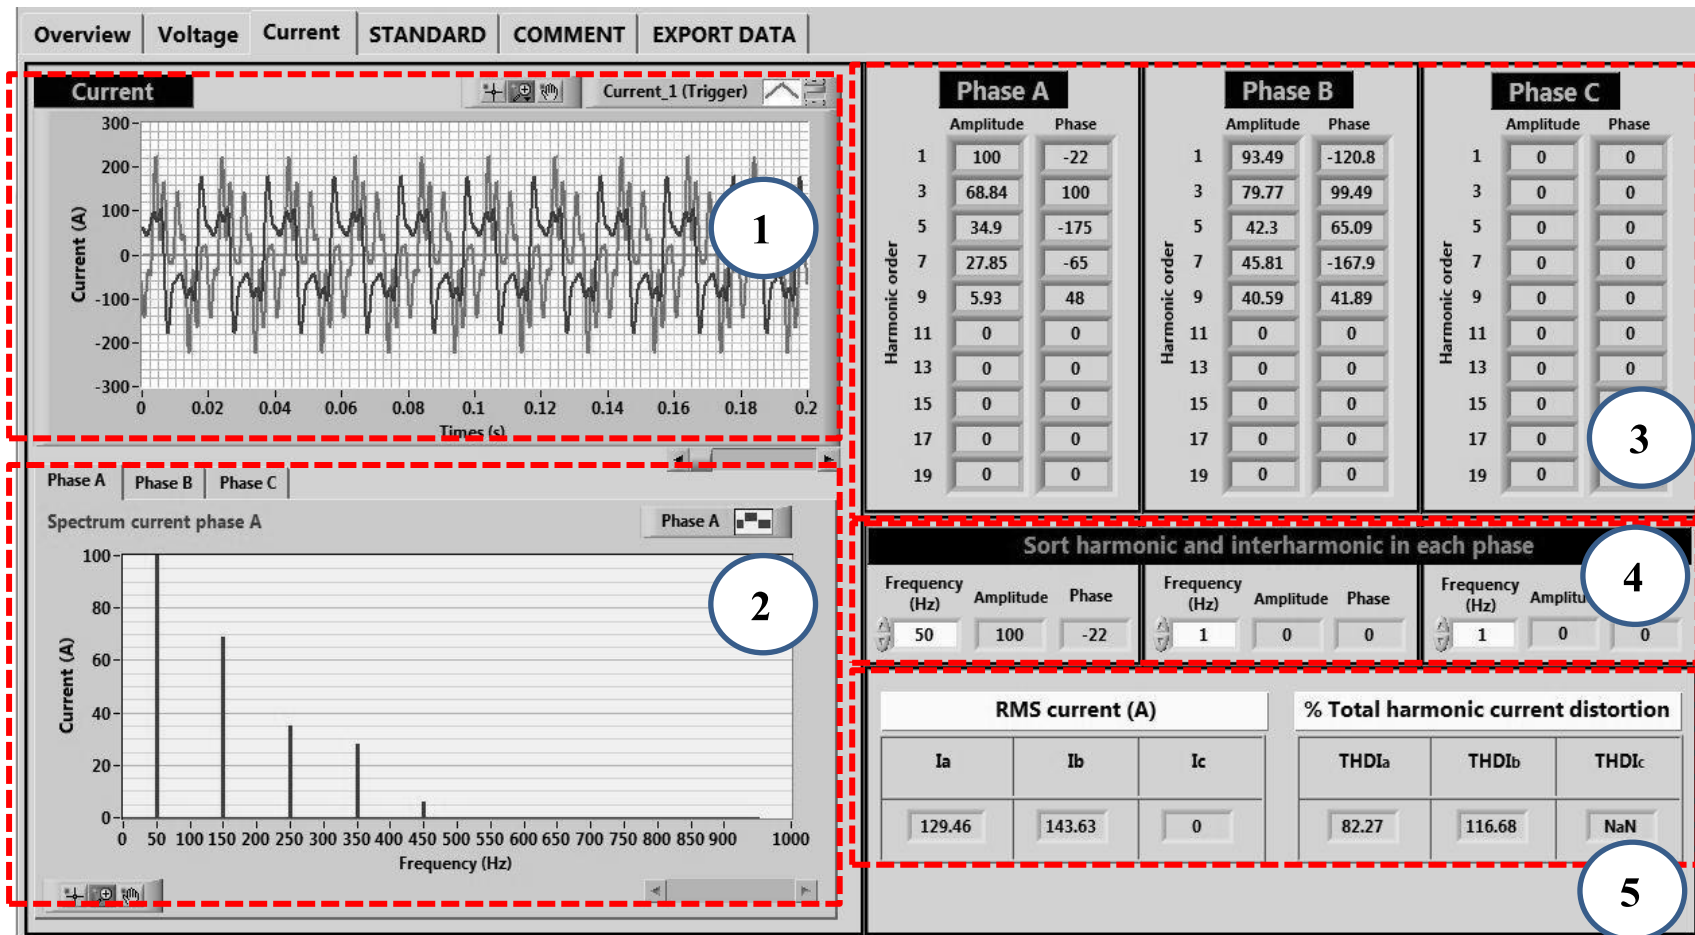 Overview Voltage Current STANDARD COMMENT EXPORT DATA
Current
Current_1 (Trigger)
300
200
100
0
-100
-200
-300
Current (A)
0 0.02 0.04 0.06 0.08 0.1 0.12 0.14 0.16 0.18 0.2
Times (s)
1
Phase A Phase B Phase C
Spectrum current phase A
Phase A
100
80
60
40
20
0
Current (A)
0 50 100 150 200 250 300 350 400 450 500 550 600 650 700 750 800 850 900 1000
Frequency (Hz)
2
Phase A
Amplitude Phase
Harmonic order
1 100 -22
3 68.84 100
5 34.9 -175
7 27.85 -65
9 5.93 48
11 0 0
13 0 0
15 0 0
17 0 0
19 0 0
Phase B
Amplitude Phase
Harmonic order
1 93.49 -120.8
3 79.77 99.49
5 42.3 65.09
7 45.81 -167.9
9 40.59 41.89
11 0 0
13 0 0
15 0 0
17 0 0
19 0 0
Phase C
Amplitude Phase
Harmonic order
1 0 0
3 0 0
5 0 0
7 0 0
9 0 0
11 0 0
13 0 0
15 0
17 0
19 0
3
Sort harmonic and interharmonic in each phase
Frequency (Hz) Amplitude Phase
50 100 -22
Frequency (Hz) Amplitude Phase
1 0 0
Frequency (Hz)
1 0 0
4
RMS current (A)
Ia Ib Ic
129.46 143.63 0
% Total harmonic current distortion
THDIa THDIb THDIc
82.27 116.68 NaN
5